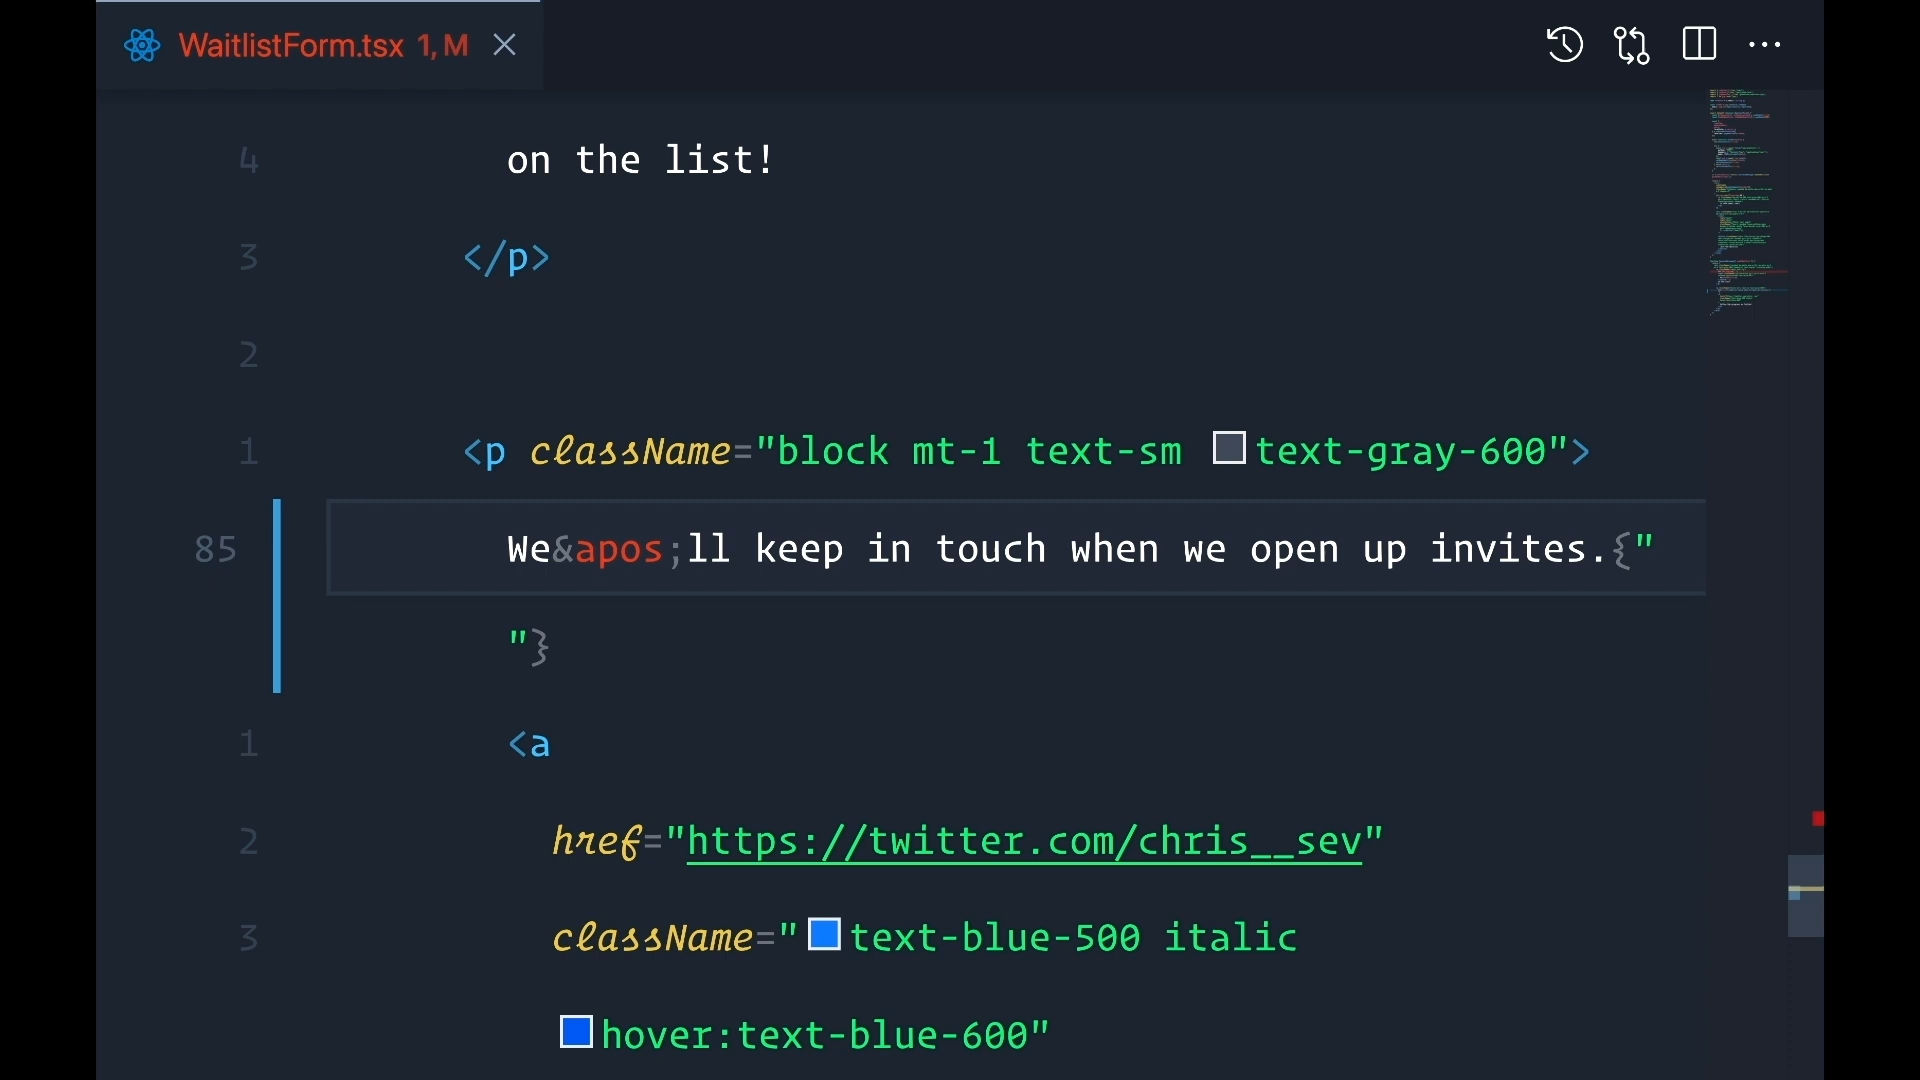 WaitlistForm.tsx 1, M
4 on the list!
3 </p>
2
1 <p className="block mt-1 text-sm text-gray-600">
85 We&apos;ll keep in touch when we open up invites.{"
"}
1 <a
2 href="https://twitter.com/chris__sev"
3 className="text-blue-500 italic
hover:text-blue-600"